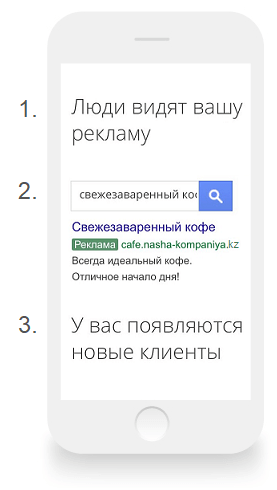 1. Люди видят вашу
рекламу
2. свежезаваренный кос
Свежезаваренный кофе
Реклама cafe.nasha-kompaniya.kz
Всегда идеальный кофе.
Отличное начало дня!
3. У вас появляются
новые клиенты